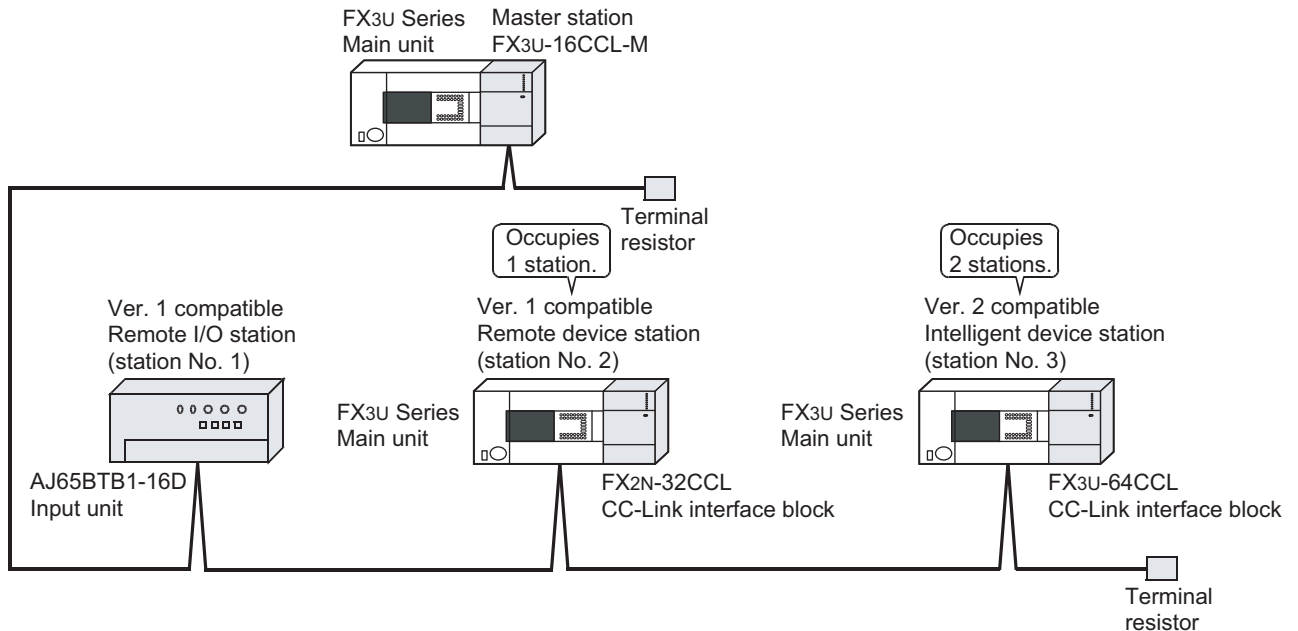 FX3U Series
Main unit
Master station
FX3U-16CCL-M
Terminal
resistor
Occupies
1 station.
Occupies
2 stations.
Ver. 1 compatible
Remote I/O station
(station No. 1)
Ver. 1 compatible
Remote device station
(station No. 2)
Ver. 2 compatible
Intelligent device station
(station No. 3)
FX3U Series
Main unit
FX3U Series
Main unit
AJ65BTB1-16D
Input unit
FX2N-32CCL
CC-Link interface block
FX3U-64CCL
CC-Link interface block
Terminal
resistor